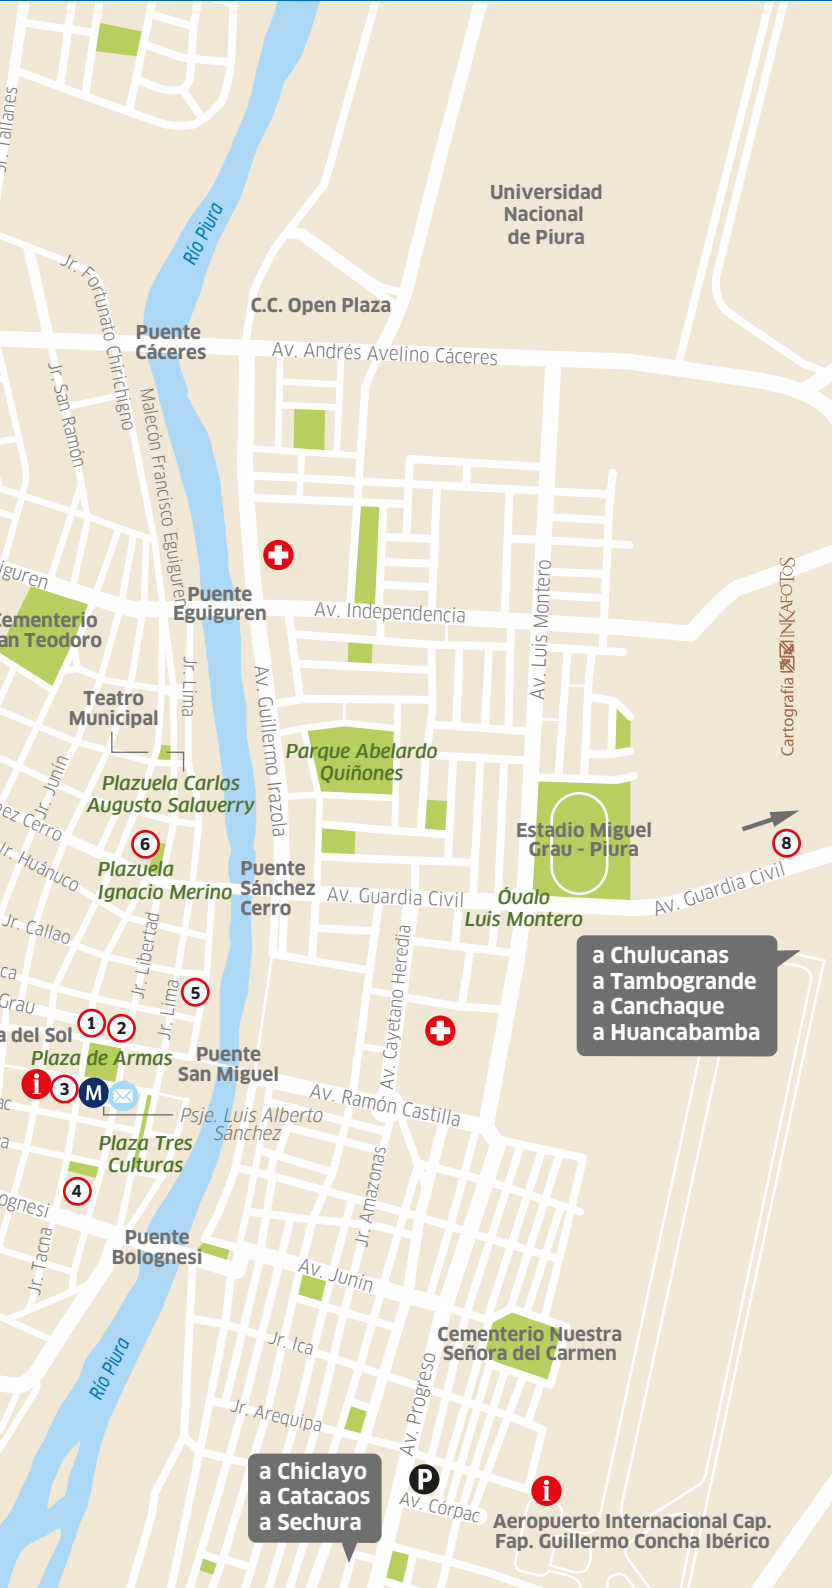 Jr. Tallanes
Río Piura
Universidad
Nacional
de Piura
Jr. Fortunato Chirichigno
C.C. Open Plaza
Puente
Cáceres
Av. Andrés Avelino Cáceres
Jr. San Ramón
Malecón Francisco Eguiguren
iguren
Puente
Eguiguren
Av. Independencia
Av. Luis Montero
Cartografía INKAFOTOS
Cementerio
an Teodoro
Jr. Lima
Av. Guillermo Irazola
Teatro
Municipal
Parque Abelardo
Quiñones
Jr. Junín
Plazuela Carlos
Augusto Salaverry
ez Cerro
Jr. Huánuco
6
Plazuela
Ignacio Merino
Estadio Miguel
Grau - Piura
8
Puente
Sánchez
Cerro
Av. Guardia Civil
Óvalo
Luis Montero
Av. Guardia Civil
Jr. Callao
Jr. Libertad
Av. Cayetano Heredia
a Chulucanas
a Tambogrande
a Canchaque
a Huancabamba
ca
Grau
Jr. Lima
5
a del Sol
1
2
Plaza de Armas
Puente
San Miguel
i
3
M
Av. Ramón Castilla
ac
Psje. Luis Alberto
Sánchez
a
Plaza Tres
Culturas
4
Jr. Amazonas
ognesi
Jr. Tacna
Puente
Bolognesi
Av. Junín
Río Piura
Jr. Ica
Cementerio Nuestra
Señora del Carmen
Av. Progreso
Jr. Arequipa
a Chiclayo
a Catacaos
a Sechura
P
i
Av. Córpac
Aeropuerto Internacional Cap.
Fap. Guillermo Concha Ibérico